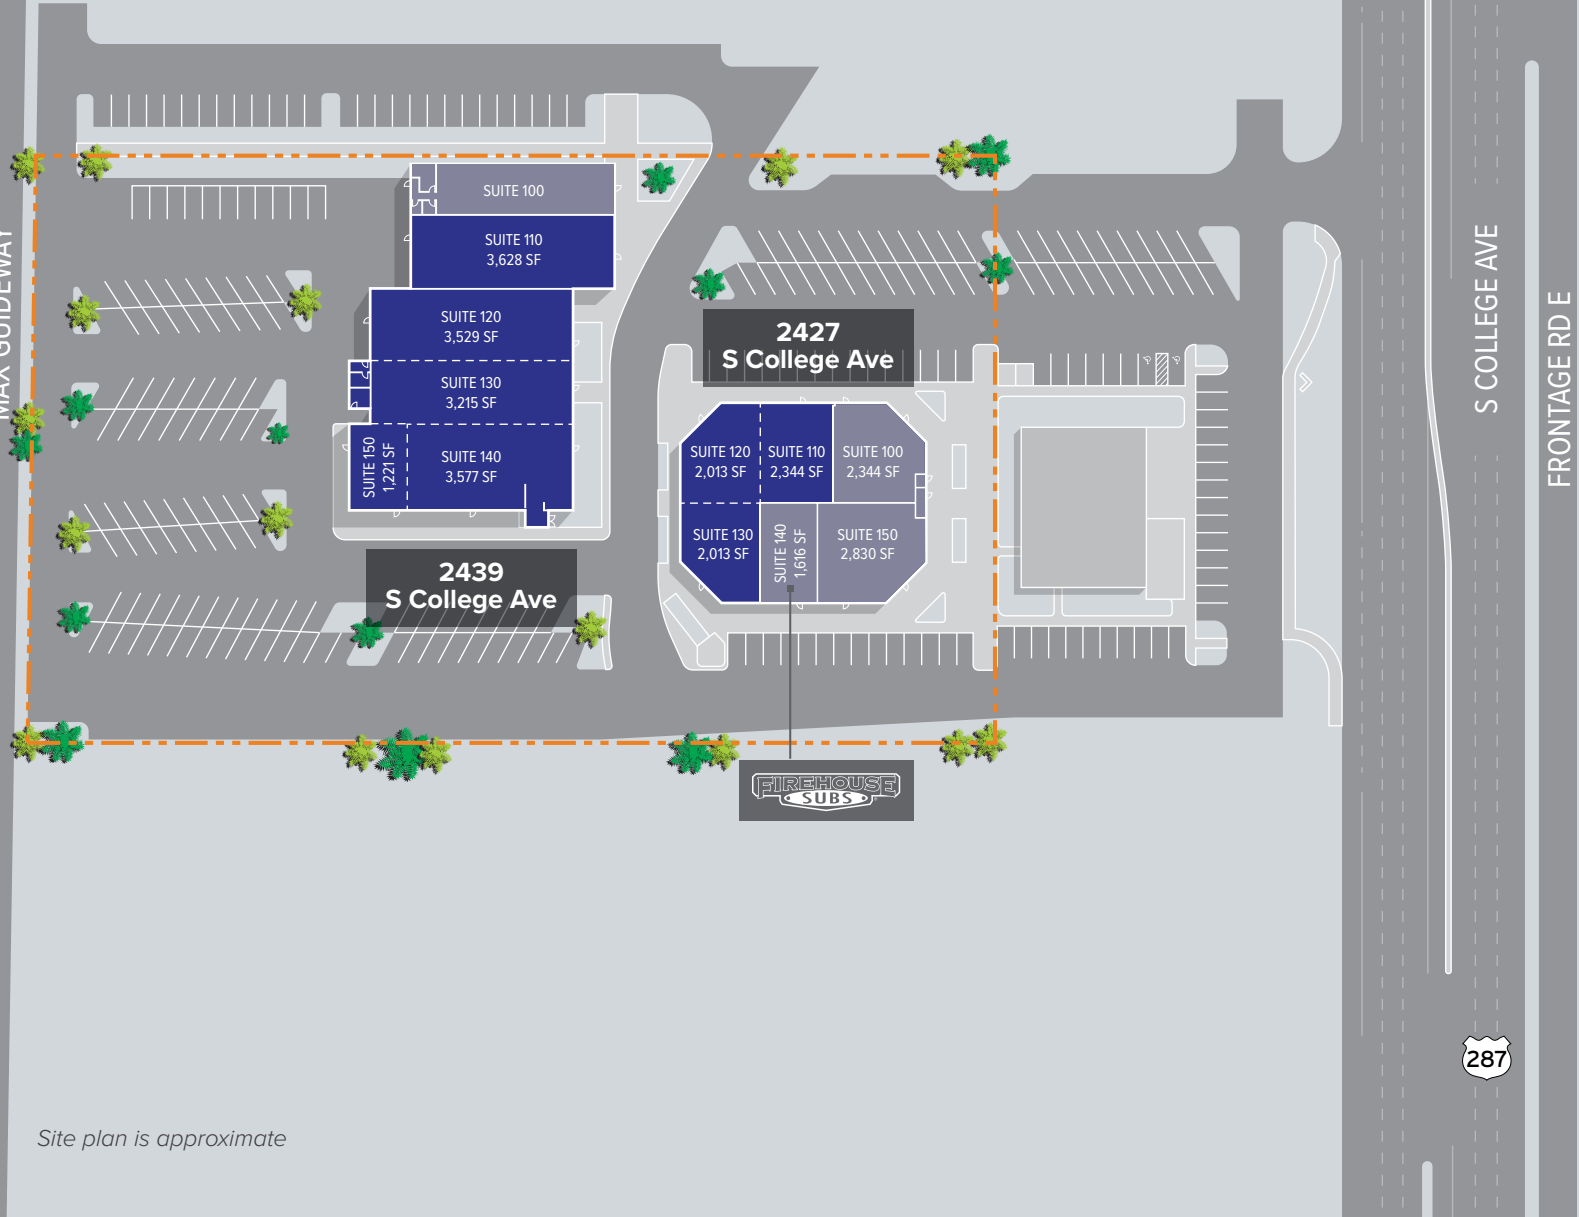 SUITE 100
SUITE 110
3,628 SF
SUITE 120
3,529 SF
SUITE 130
3,215 SF
SUITE 150
1,221 SF
SUITE 140
3,577 SF
2439
S College Ave
2427
S College Ave
SUITE 120
2,013 SF
SUITE 110
2,344 SF
SUITE 100
2,344 SF
SUITE 130
2,013 SF
SUITE 140
1,616 SF
SUITE 150
2,830 SF
FIREHOUSE
SUBS
MAX GUIDEWAY
S COLLEGE AVE
FRONTAGE RD E
287
Site plan is approximate